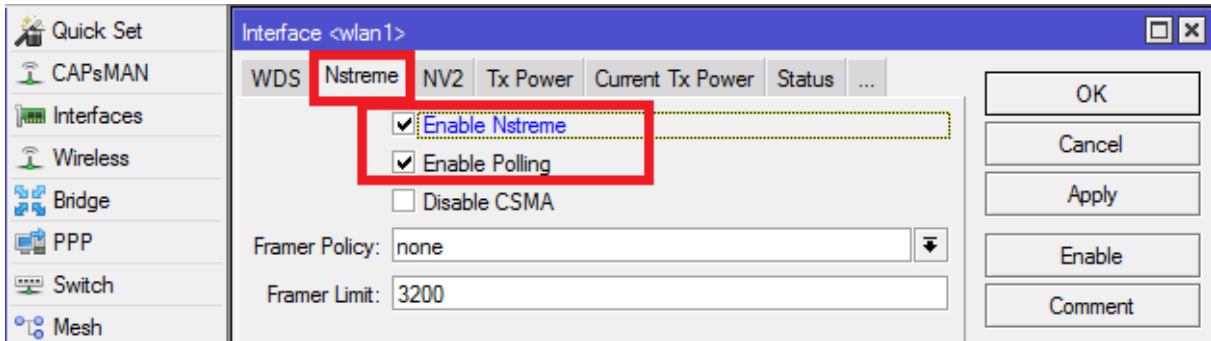 Quick Set
CAPsMAN
Interfaces
Wireless
Bridge
PPP
Switch
Mesh
Interface <wlan1>
WDS Nstreme NV2 Tx Power Current Tx Power Status ...
Enable Nstreme
Enable Polling
Disable CSMA
Framer Policy: none
Framer Limit: 3200
OK
Cancel
Apply
Enable
Comment